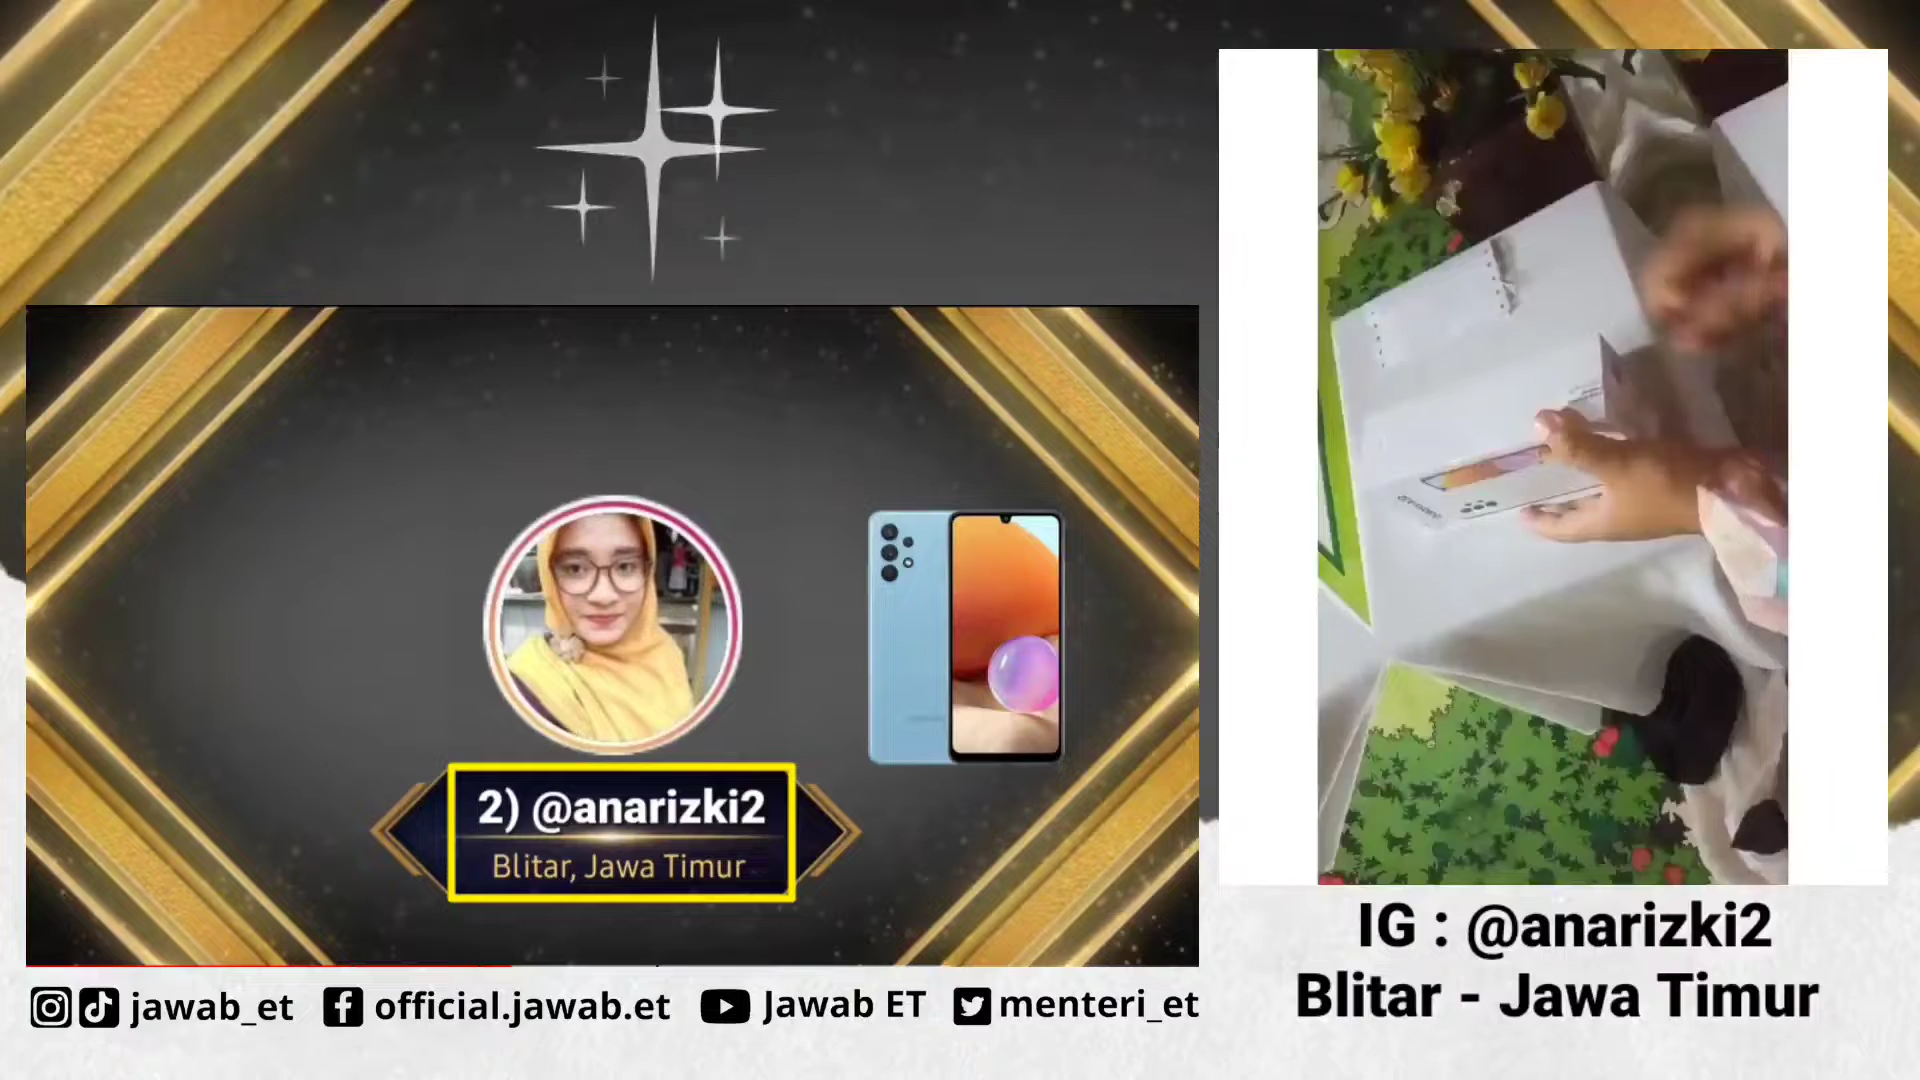 2) @anarizki2
Blitar, Jawa Timur
jawab_et
official.jawab.et
Jawab ET
menteri_et
IG : @anarizki2
Blitar - Jawa Timur